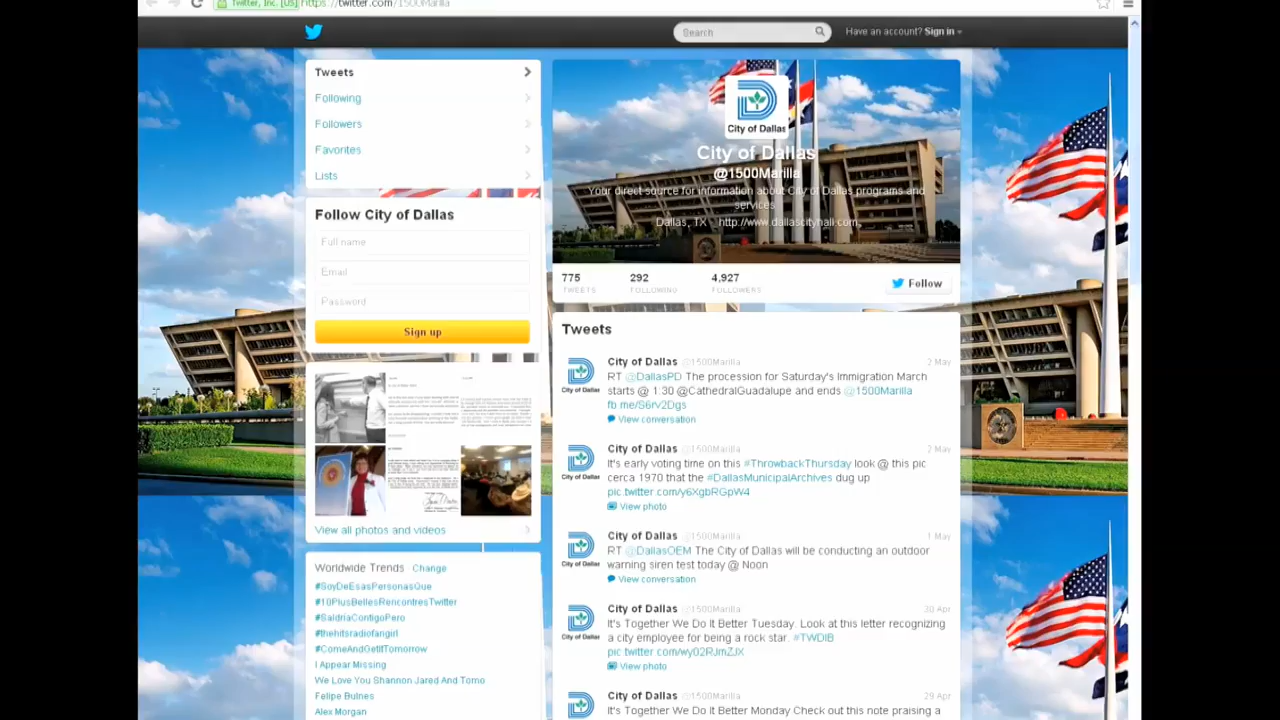 Twitter, Inc. [US] https://twitter.com/1500Marilla
Search
Have an account? Sign in
Tweets
Following
Followers
Favorites
Lists
Follow City of Dallas
Full name
Email
Password
Sign up
View all photos and videos
Worldwide Trends Change
#SoyDeEsasPersonasQue
#10PlusBellesRencontresTwitter
#SaldríaContigoPero
#thehitsradiofangirl
#ComeAndGetItTomorrow
I Appear Missing
We Love You Shannon Jared And Tomo
Felipe Bulnes
Alex Morgan
City of Dallas
City of Dallas
@1500Marilla
Your direct source for information about City of Dallas programs and
services
Dallas, TX http://www.dallascityhall.com
775 292 4,927
TWEETS FOLLOWING FOLLOWERS
Follow
Tweets
City of Dallas @1500Marilla 2 May
RT @DallasPD The procession for Saturday's Immigration March
starts @ 1:30 @CathedralGuadalupe and ends @1500Marilla
fb.me/S6rv2Dgs
View conversation
City of Dallas @1500Marilla 2 May
It's early voting time on this #ThrowbackThursday look @ this pic
circa 1970 that the #DallasMunicipalArchives dug up
pic.twitter.com/y6XgbRGpW4
View photo
City of Dallas @1500Marilla 1 May
RT @DallasOEM The City of Dallas will be conducting an outdoor
warning siren test today @ Noon
View conversation
City of Dallas @1500Marilla 30 Apr
It's Together We Do It Better Tuesday. Look at this letter recognizing
a city employee for being a rock star. #TWDIB
pic.twitter.com/wy02RJmZJX
View photo
City of Dallas @1500Marilla 29 Apr
It's Together We Do It Better Monday Check out this note praising a